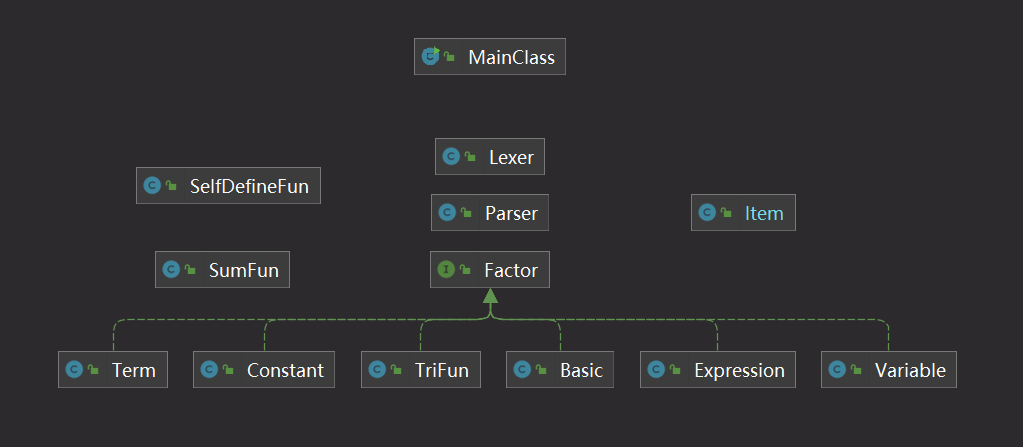 MainClass
Lexer
SelfDefineFun
Parser
Item
SumFun
Factor
Term
Constant
TriFun
Basic
Expression
Variable